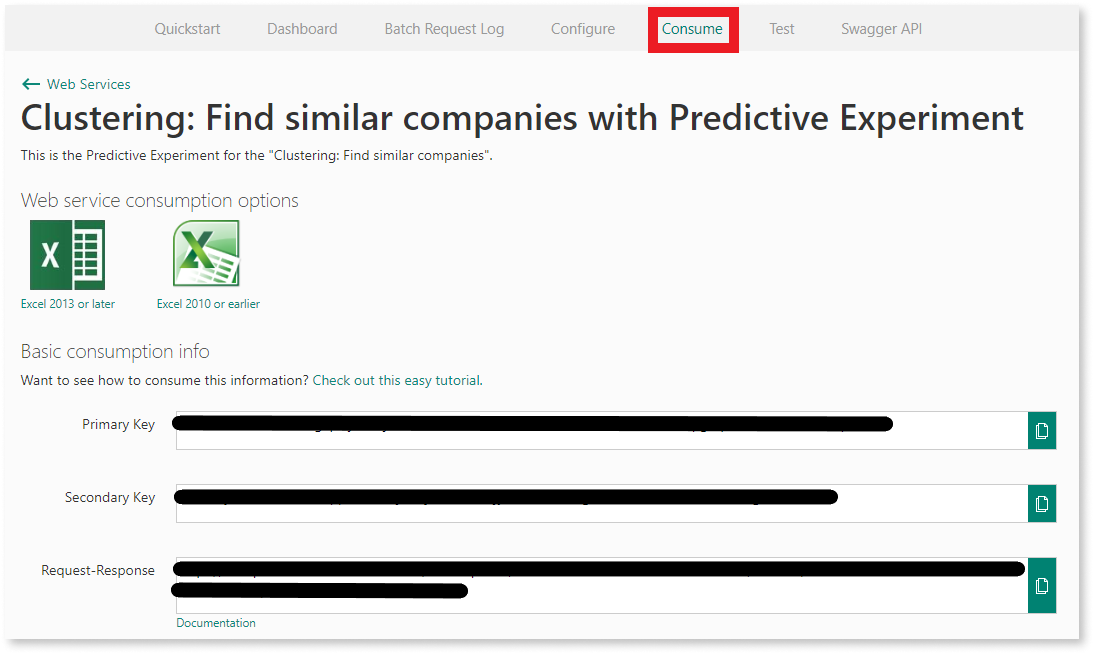 Quickstart Dashboard Batch Request Log Configure Consume Test Swagger API
← Web Services
Clustering: Find similar companies with Predictive Experiment
This is the Predictive Experiment for the "Clustering: Find similar companies".
Web service consumption options
Excel 2013 or later Excel 2010 or earlier
Basic consumption info
Want to see how to consume this information? Check out this easy tutorial.
Primary Key
Secondary Key
Request-Response
Documentation